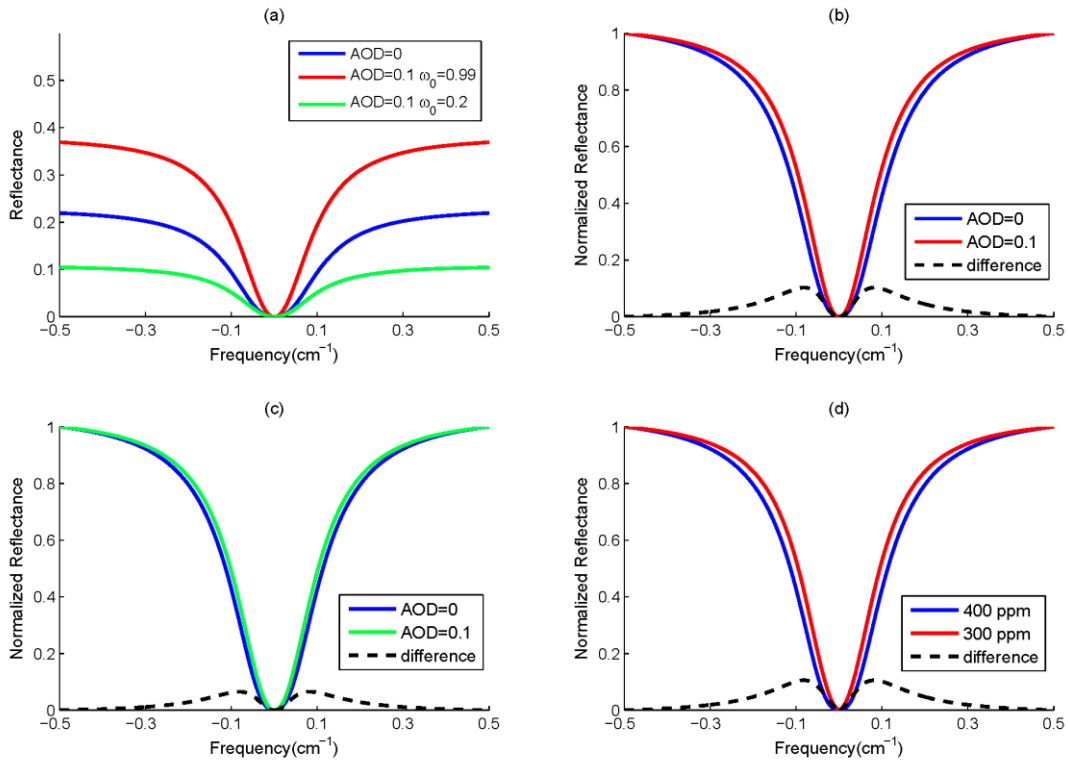 (a)
Reflectance
0.5
0.4
0.3
0.2
0.1
0
−0.5
−0.3
−0.1
0.1
0.3
0.5
Frequency(cm⁻¹)
AOD=0
AOD=0.1 ω₀=0.99
AOD=0.1 ω₀=0.2
(b)
Normalized Reflectance
1
0.8
0.6
0.4
0.2
0
−0.5
−0.3
−0.1
0.1
0.3
0.5
Frequency(cm⁻¹)
AOD=0
AOD=0.1
difference
(c)
Normalized Reflectance
1
0.8
0.6
0.4
0.2
0
−0.5
−0.3
−0.1
0.1
0.3
0.5
Frequency(cm⁻¹)
AOD=0
AOD=0.1
difference
(d)
Normalized Reflectance
1
0.8
0.6
0.4
0.2
0
−0.5
−0.3
−0.1
0.1
0.3
0.5
Frequency(cm⁻¹)
400 ppm
300 ppm
difference